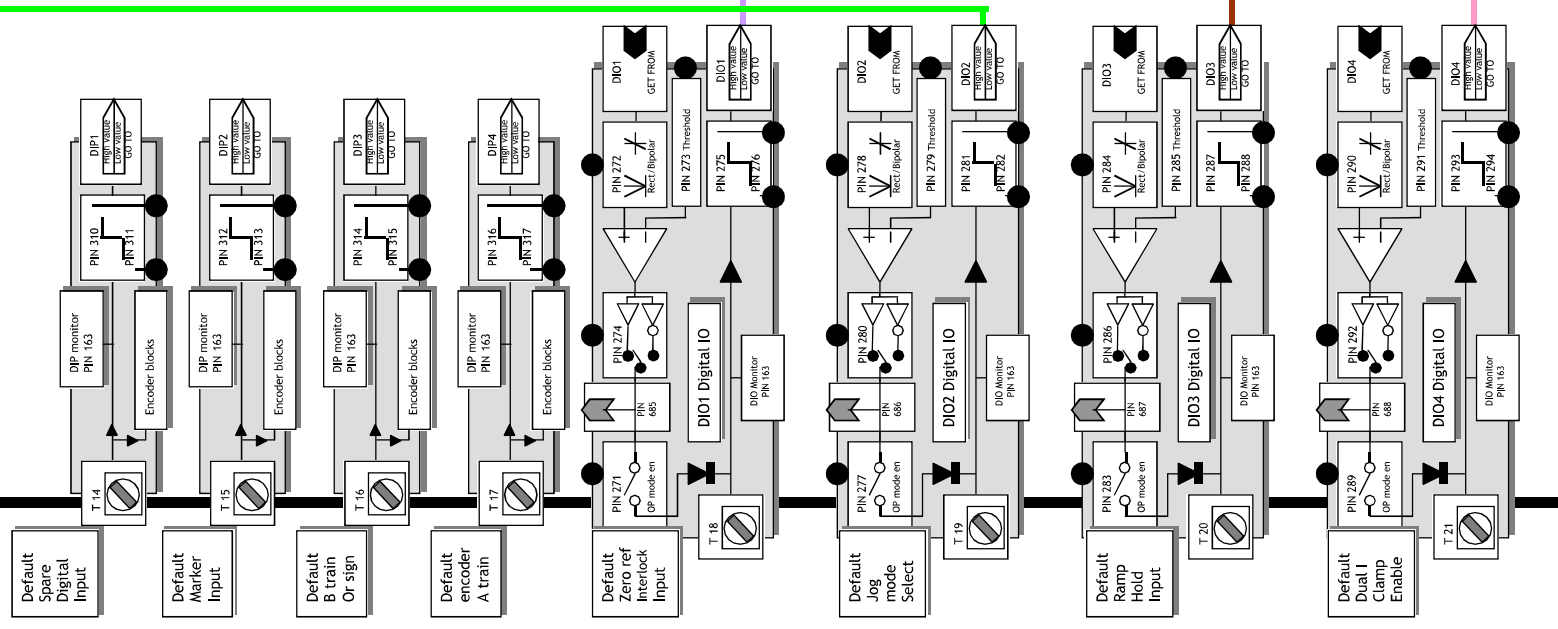 DIP1
High value
Low value
GO TO
PIN 310
PIN 311
DIP monitor
PIN 163
Encoder blocks
T 14
Default
Spare
Digital
Input
DIP2
High value
Low value
GO TO
PIN 312
PIN 313
DIP monitor
PIN 163
Encoder blocks
T 15
Default
Marker
Input
DIP3
High value
Low value
GO TO
PIN 314
PIN 315
DIP monitor
PIN 163
Encoder blocks
T 16
Default
B train
Or sign
DIP4
High value
Low value
GO TO
PIN 316
PIN 317
DIP monitor
PIN 163
Encoder blocks
T 17
Default
encoder
A train
DIO1
GET FROM
DIO1
High value
Low value
GO TO
PIN 272
Rect/Bipolar
PIN 273 Threshold
PIN 275
PIN 276
PIN 274
DIO1 Digital IO
DIO Monitor
PIN 163
PIN
685
PIN 271
OP mode en
T 18
Default
Zero ref
Interlock
Input
DIO2
GET FROM
DIO2
High value
Low value
GO TO
PIN 278
Rect/Bipolar
PIN 279 Threshold
PIN 281
PIN 282
PIN 280
DIO2 Digital IO
DIO Monitor
PIN 163
PIN
686
PIN 277
OP mode en
T 19
Default
Jog
mode
Select
DIO3
GET FROM
DIO3
High value
Low value
GO TO
PIN 284
Rect/Bipolar
PIN 285 Threshold
PIN 287
PIN 288
PIN 286
DIO3 Digital IO
DIO Monitor
PIN 163
PIN
687
PIN 283
OP mode en
T 20
Default
Ramp
Hold
Input
DIO4
GET FROM
DIO4
High value
Low value
GO TO
PIN 290
Rect/Bipolar
PIN 291 Threshold
PIN 293
PIN 294
PIN 292
DIO4 Digital IO
DIO Monitor
PIN 163
PIN
688
PIN 289
OP mode en
T 21
Default
Dual I
Clamp
Enable